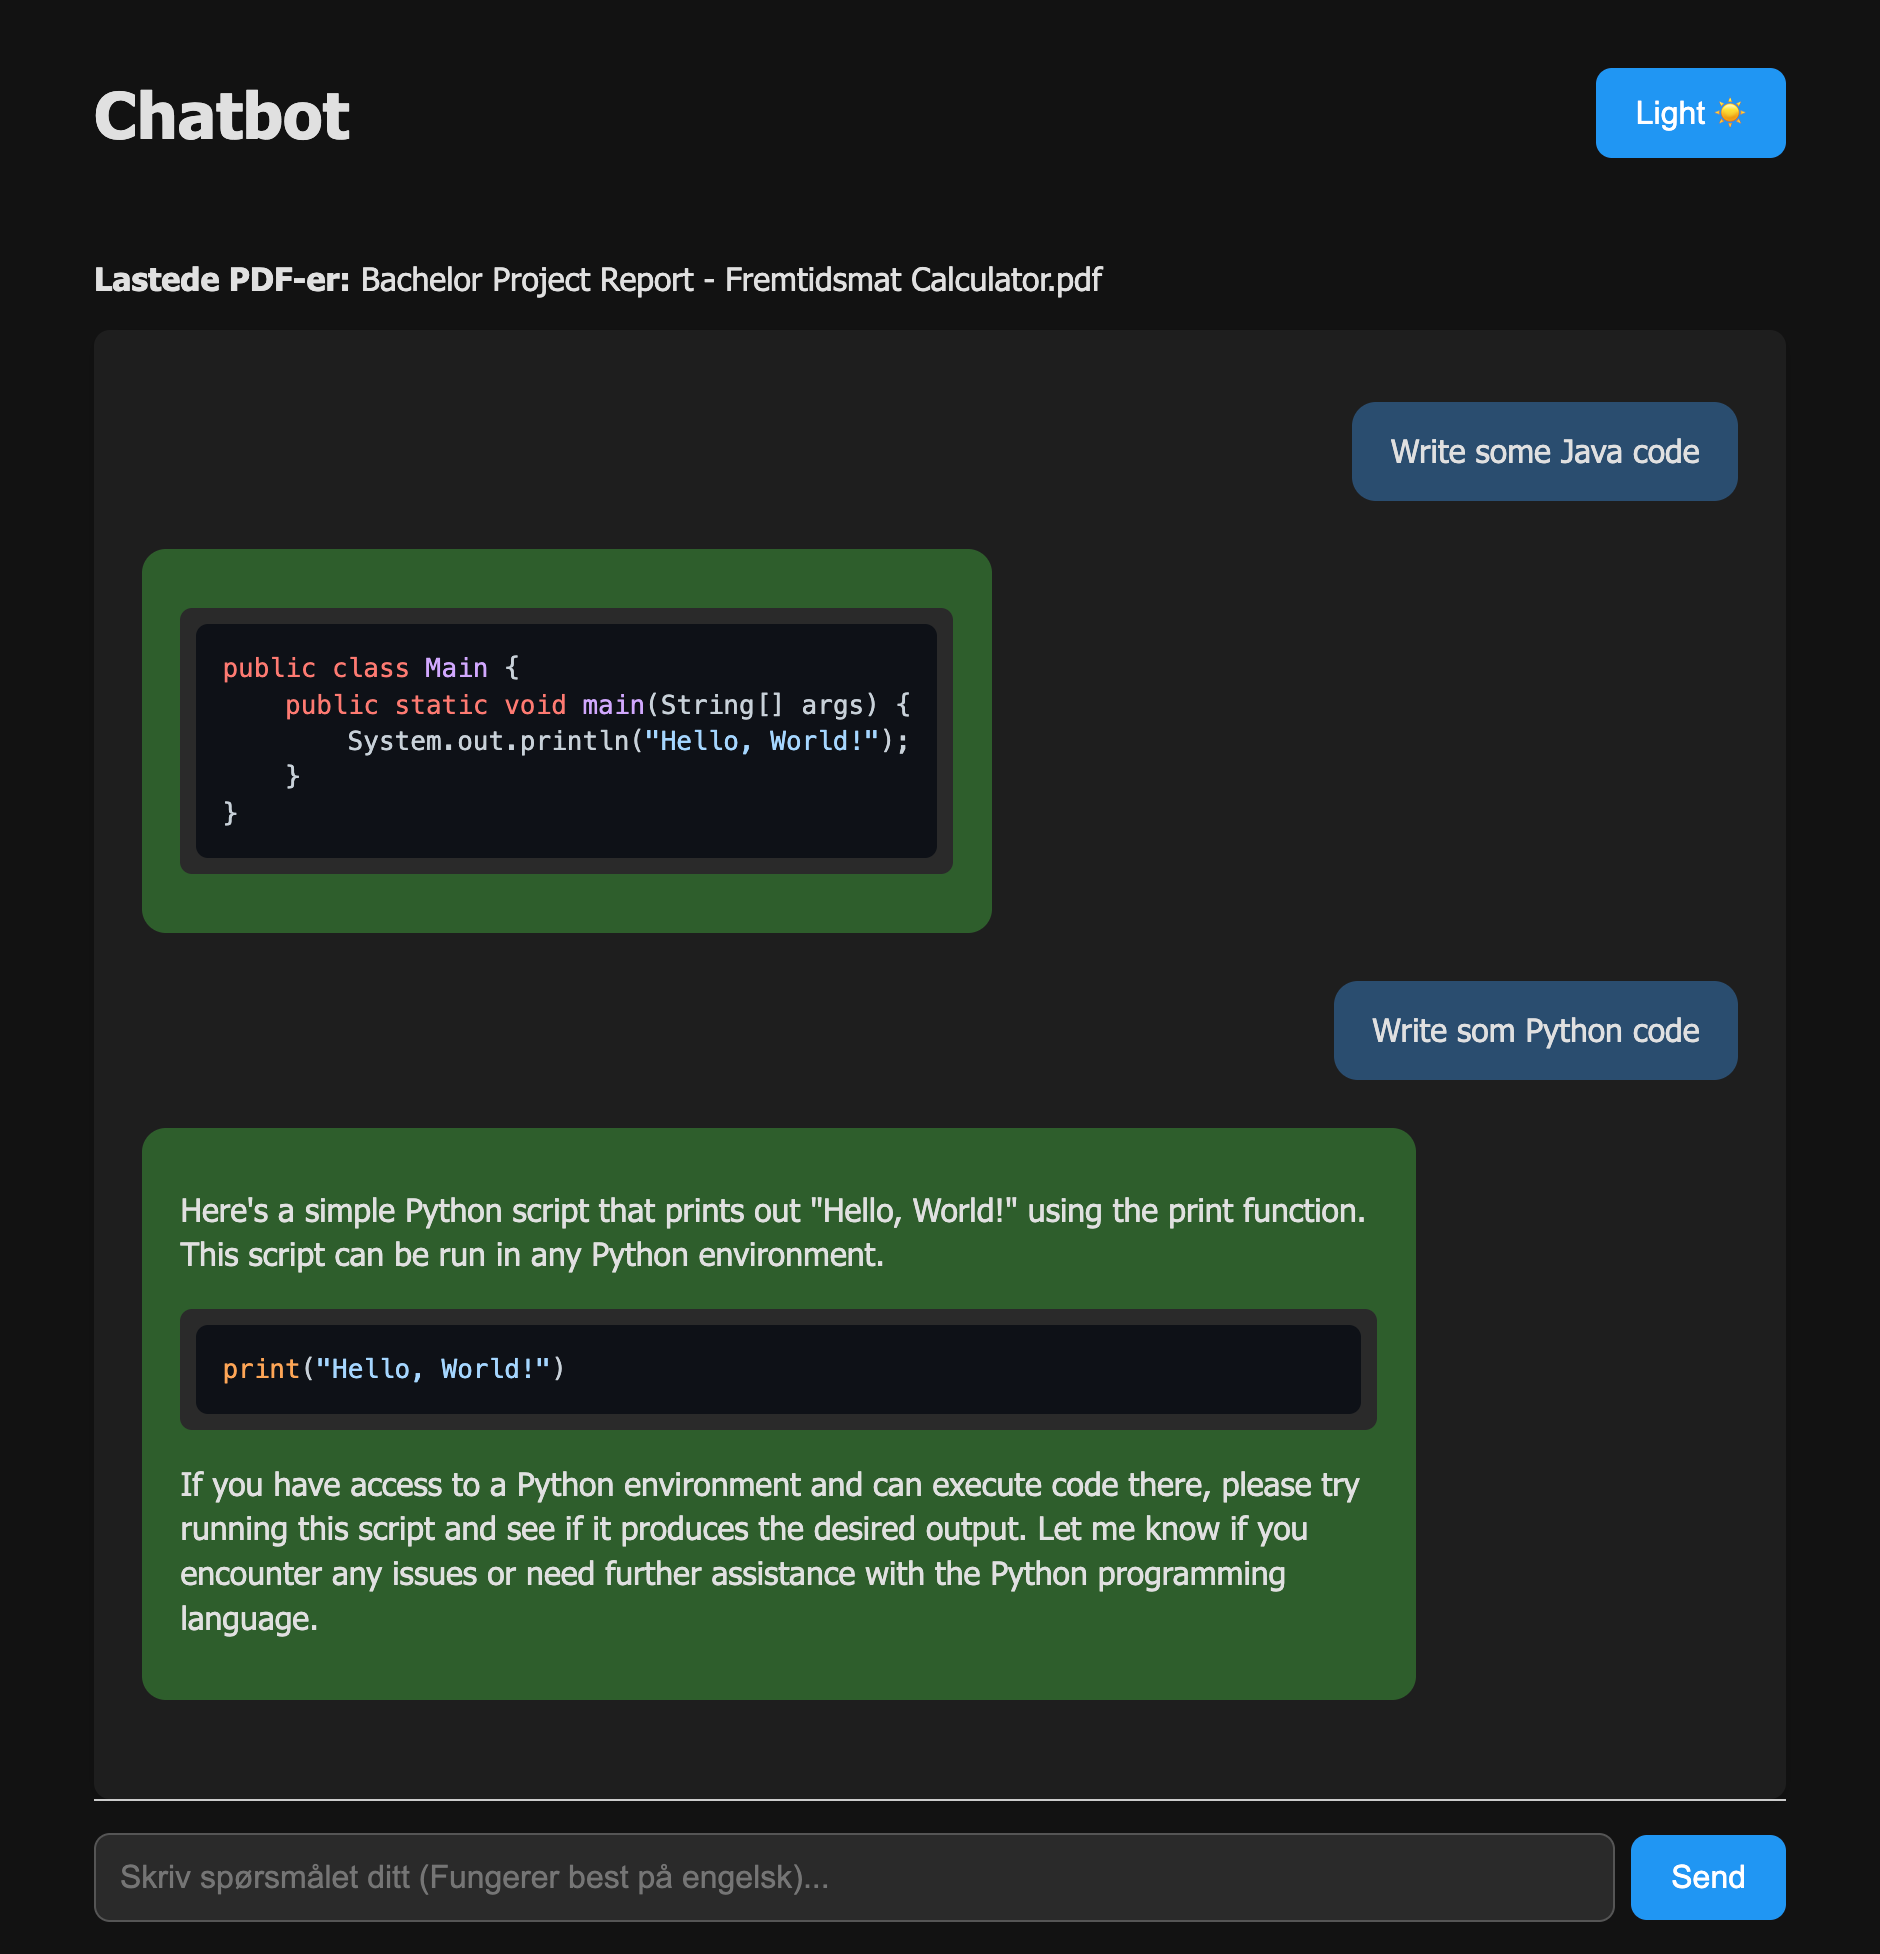 Chatbot
Light ☀️
Lastede PDF-er: Bachelor Project Report - Fremtidsmat Calculator.pdf
Write some Java code
public class Main {
    public static void main(String[] args) {
        System.out.println("Hello, World!");
    }
}
Write som Python code
Here's a simple Python script that prints out "Hello, World!" using the print function.
This script can be run in any Python environment.
print("Hello, World!")
If you have access to a Python environment and can execute code there, please try
running this script and see if it produces the desired output. Let me know if you
encounter any issues or need further assistance with the Python programming
language.
Skriv spørsmålet ditt (Fungerer best på engelsk)...
Send